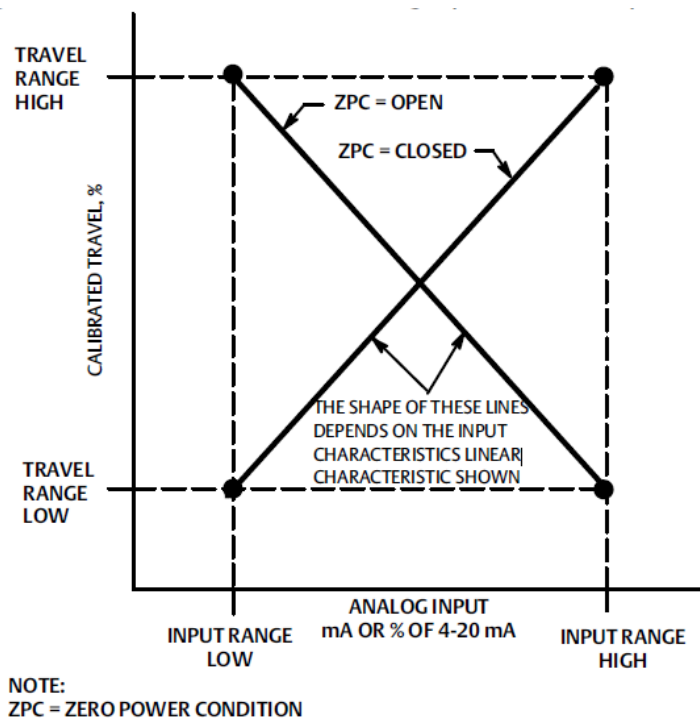 TRAVEL
RANGE
HIGH
ZPC = OPEN
ZPC = CLOSED
CALIBRATED TRAVEL, %
THE SHAPE OF THESE LINES
DEPENDS ON THE INPUT
CHARACTERISTICS LINEAR
CHARACTERISTIC SHOWN
TRAVEL
RANGE
LOW
ANALOG INPUT
mA OR % OF 4-20 mA
INPUT RANGE
LOW
INPUT RANGE
HIGH
NOTE:
ZPC = ZERO POWER CONDITION